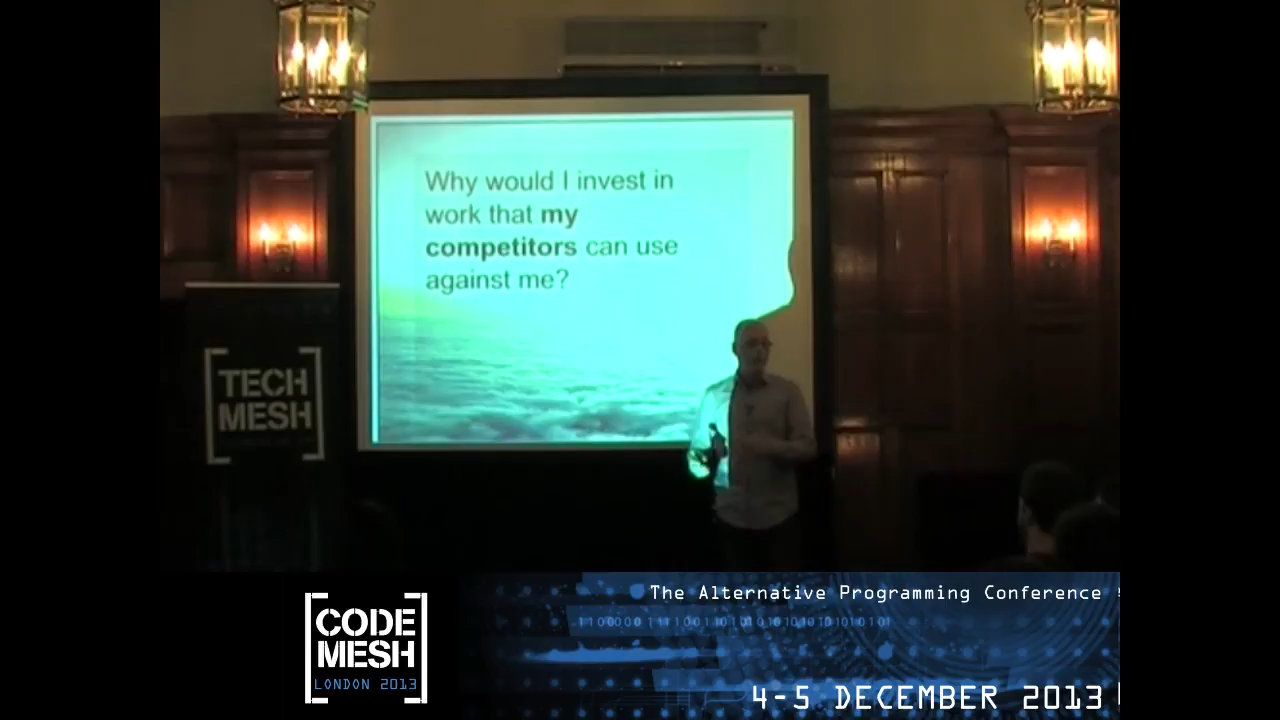 Why would I invest in
work that my
competitors can use
against me?
TECH
MESH
CODE
MESH
LONDON 2013
The Alternative Programming Conference
4-5 DECEMBER 2013